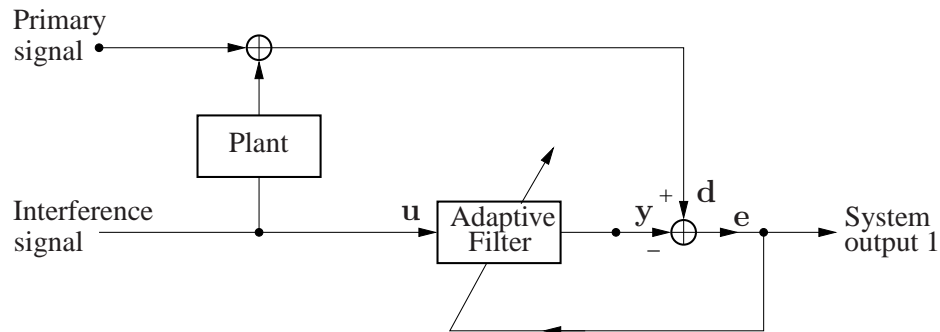 Primary
signal
Plant
Interference
signal
u
Adaptive
Filter
y
+
−
d
e
System
output 1